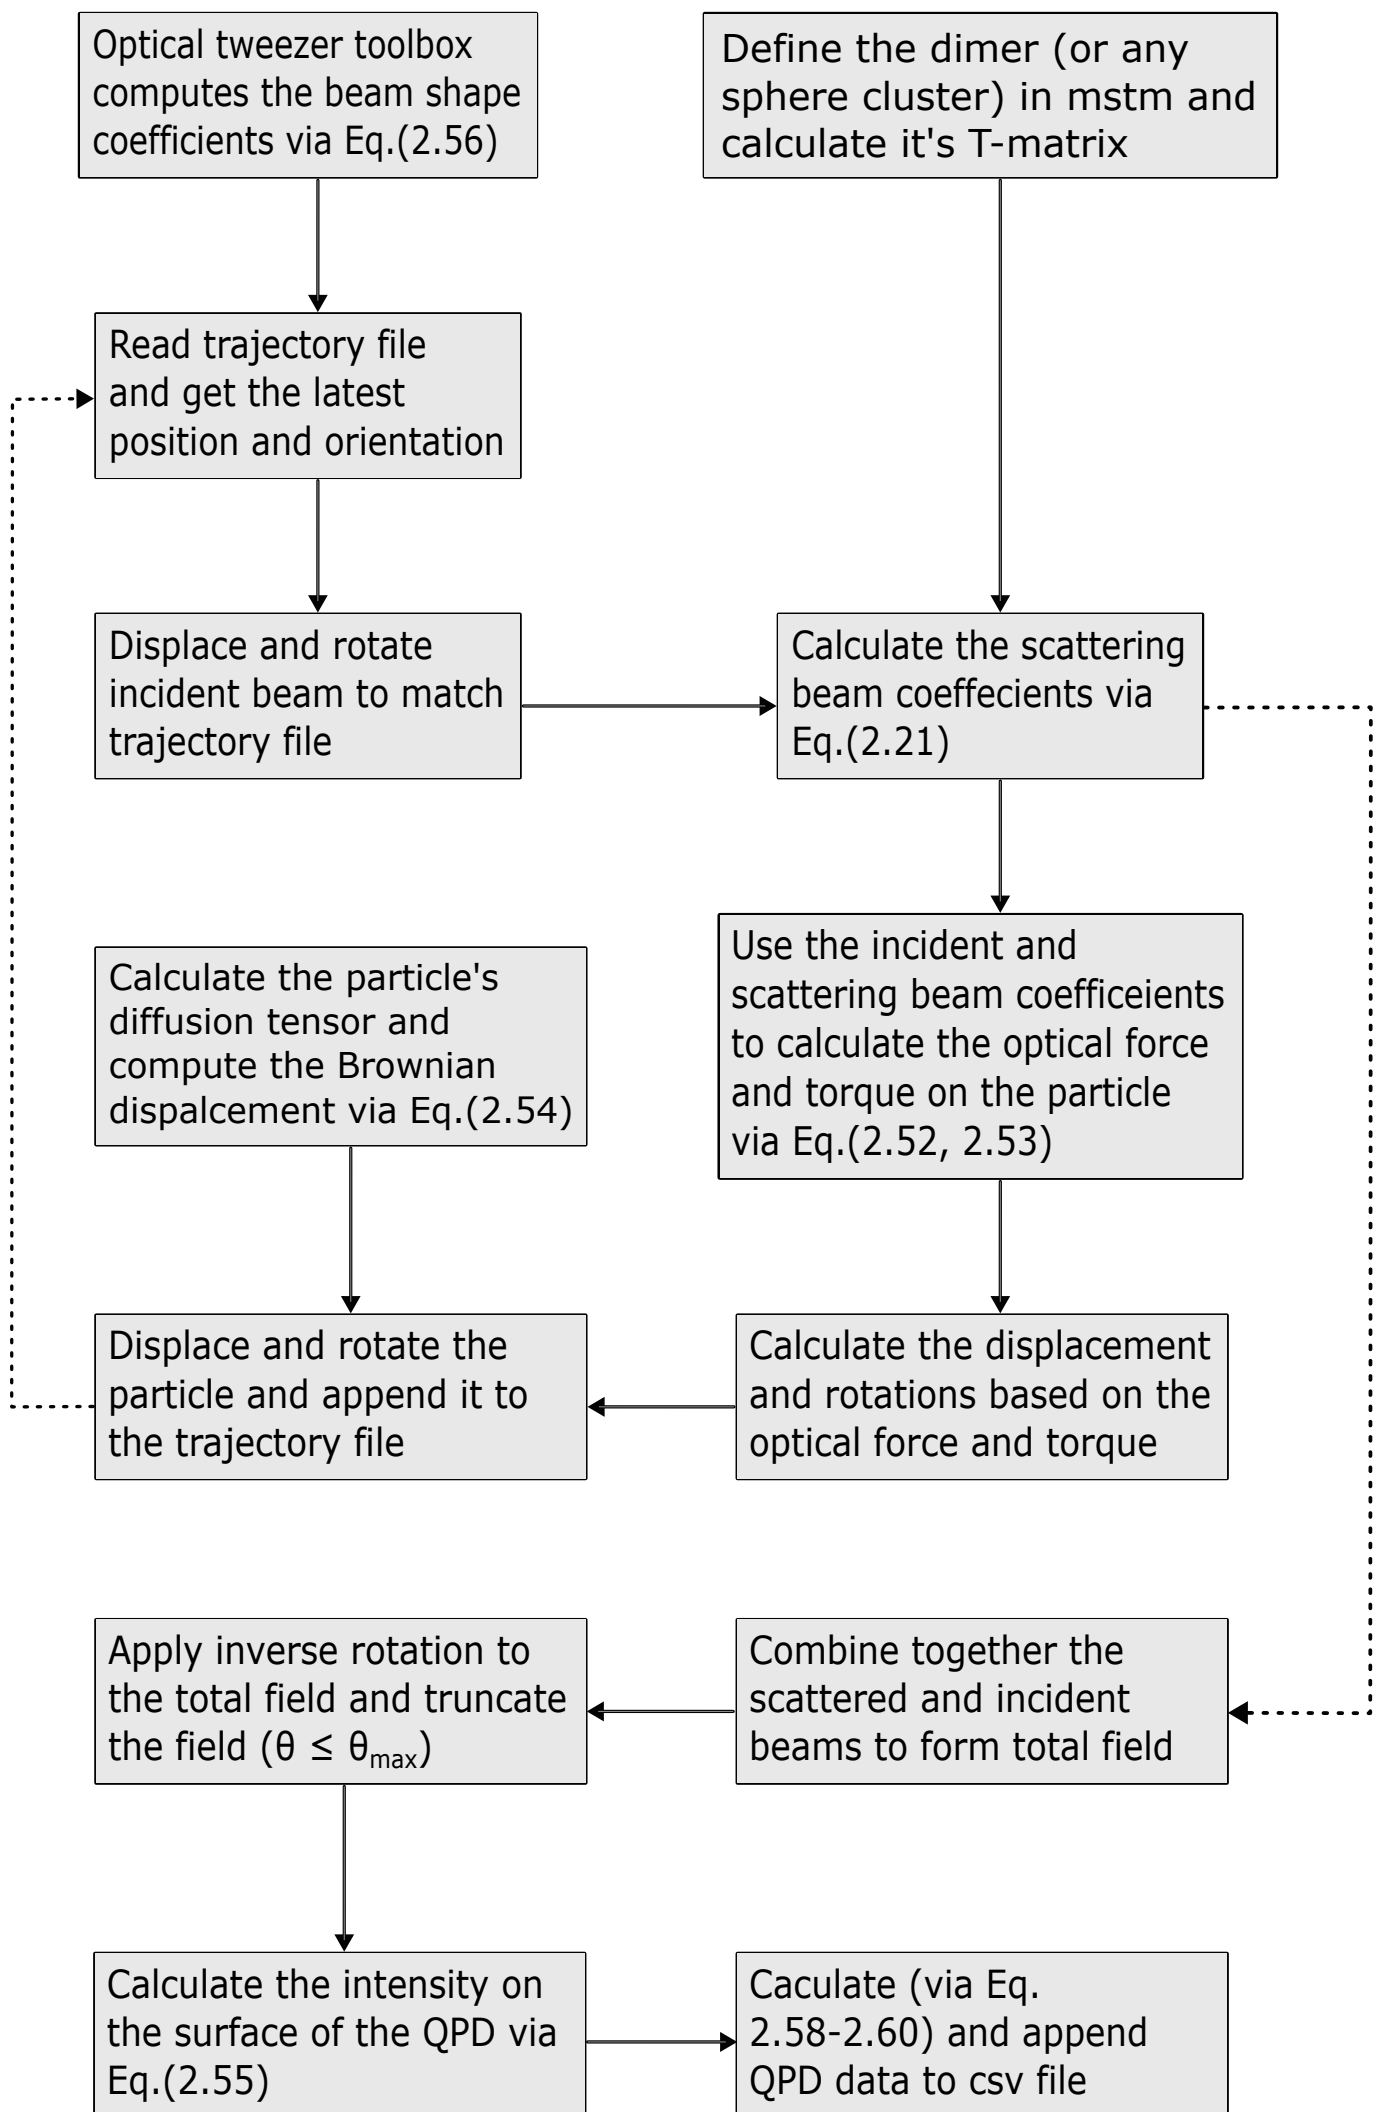 Optical tweezer toolbox
computes the beam shape
coefficients via Eq.(2.56)
Define the dimer (or any
sphere cluster) in mstm and
calculate it's T-matrix
Read trajectory file
and get the latest
position and orientation
Displace and rotate
incident beam to match
trajectory file
Calculate the scattering
beam coeffecients via
Eq.(2.21)
Calculate the particle's
diffusion tensor and
compute the Brownian
dispalcement via Eq.(2.54)
Use the incident and
scattering beam coefficeients
to calculate the optical force
and torque on the particle
via Eq.(2.52, 2.53)
Displace and rotate the
particle and append it to
the trajectory file
Calculate the displacement
and rotations based on the
optical force and torque
Apply inverse rotation to
the total field and truncate
the field (θ ≤ θmax)
Combine together the
scattered and incident
beams to form total field
Calculate the intensity on
the surface of the QPD via
Eq.(2.55)
Caculate (via Eq.
2.58-2.60) and append
QPD data to csv file